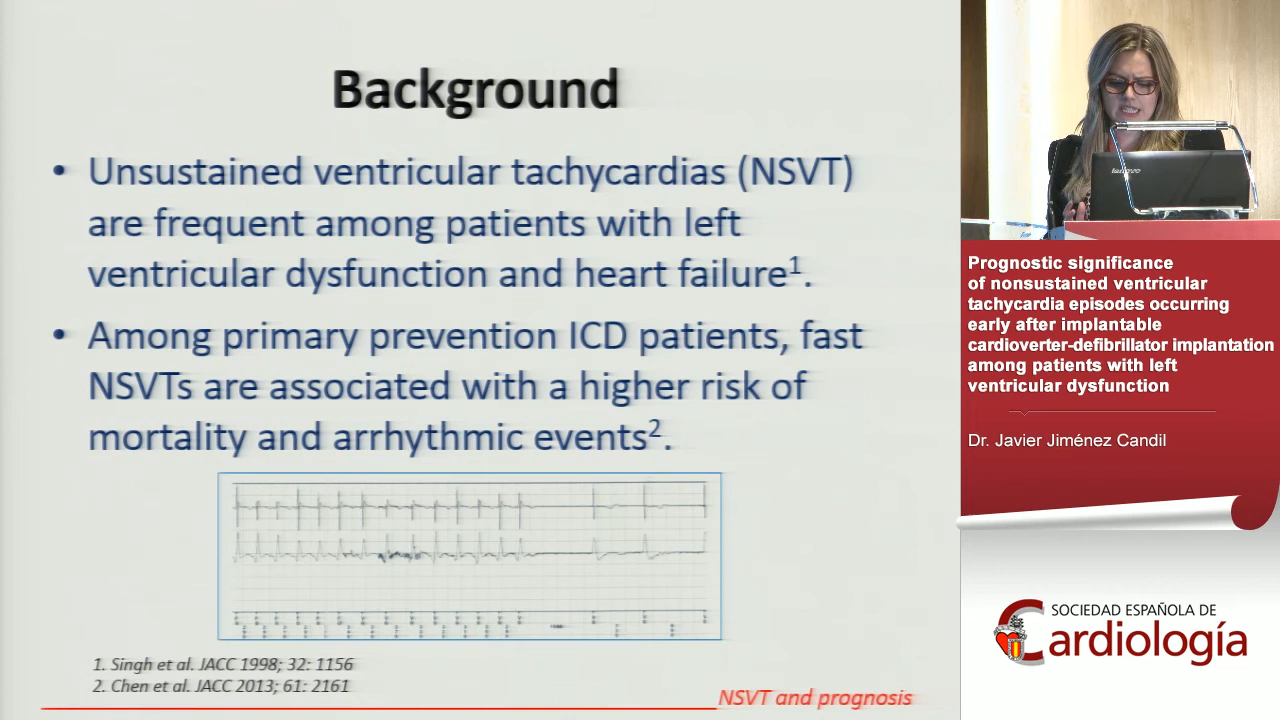 Background
• Unsustained ventricular tachycardias (NSVT)
are frequent among patients with left
ventricular dysfunction and heart failure1.
• Among primary prevention ICD patients, fast
NSVTs are associated with a higher risk of
mortality and arrhythmic events2.
1. Singh et al. JACC 1998; 32: 1156
2. Chen et al. JACC 2013; 61: 2161
NSVT and prognosis
lenovo
Prognostic significance
of nonsustained ventricular
tachycardia episodes occurring
early after implantable
cardioverter-defibrillator implantation
among patients with left
ventricular dysfunction
Dr. Javier Jiménez Candil
SOCIEDAD ESPAÑOLA DE
Cardiología